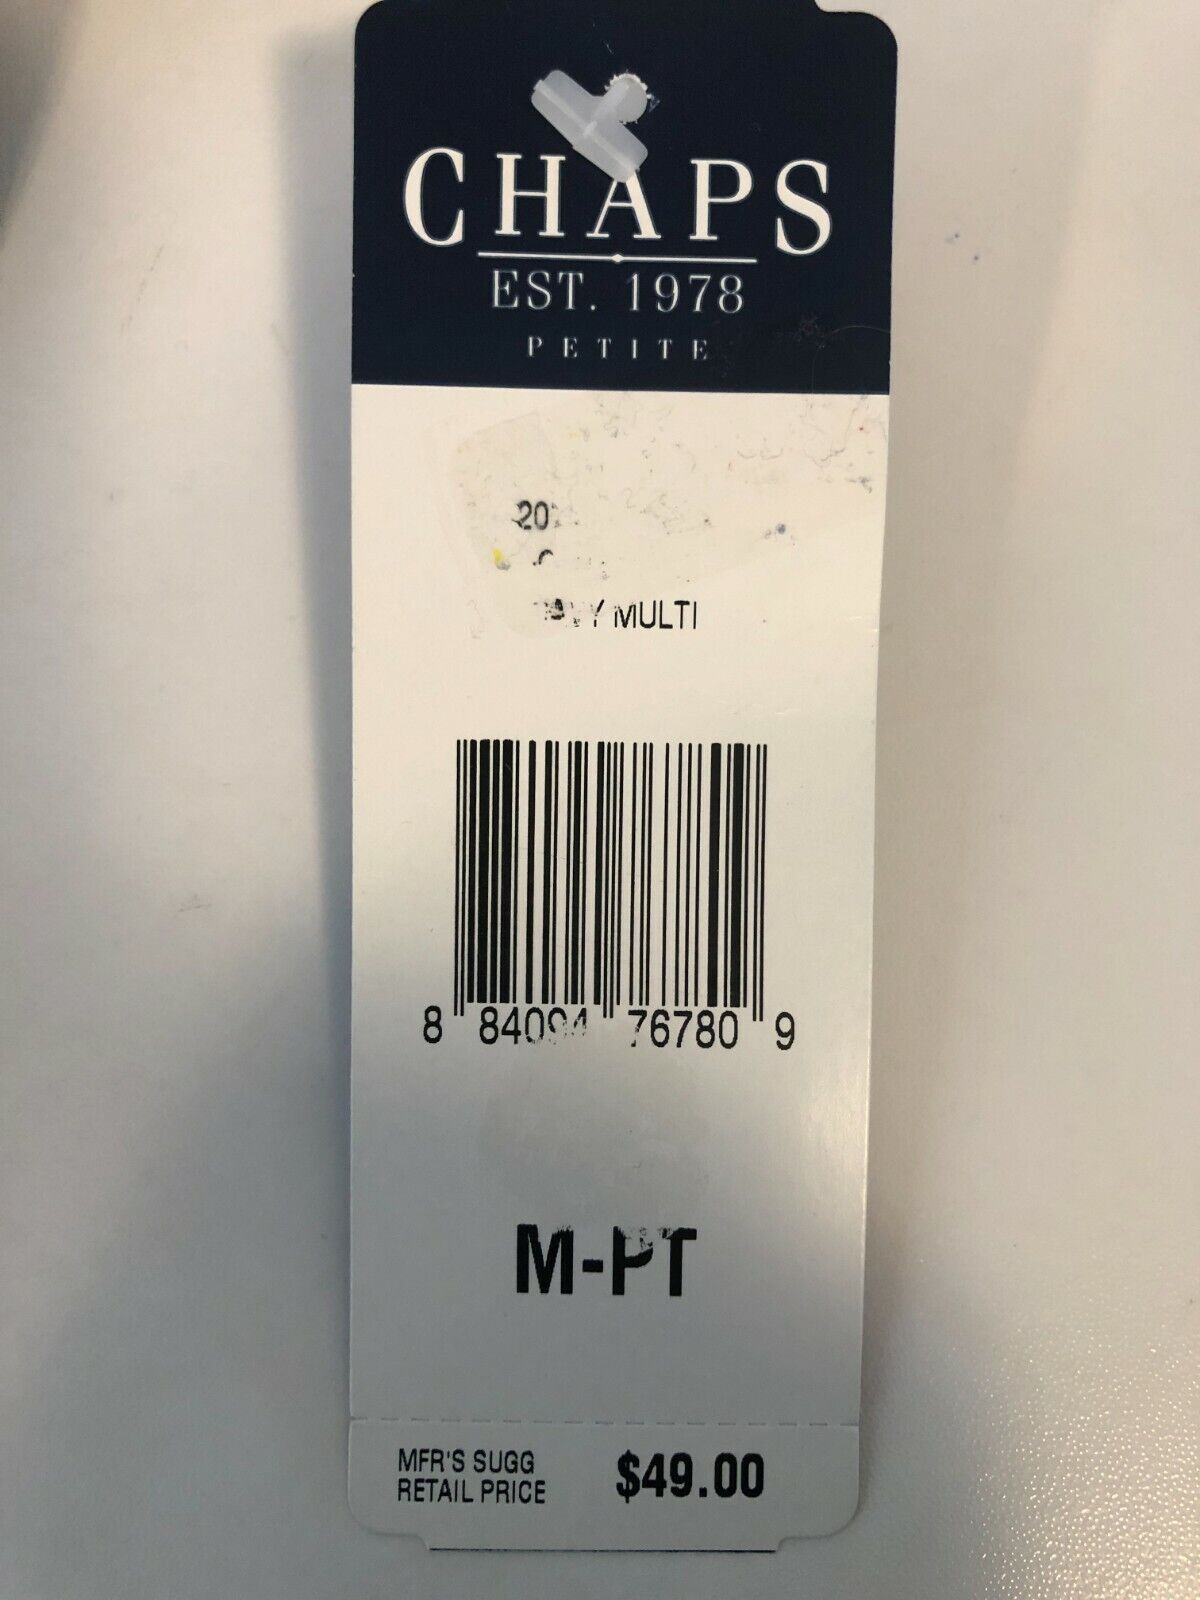 CHAPS
EST. 1978
PETITE
MULTI
8 84094 76780 9
M-PT
MFR'S SUGG
RETAIL PRICE $49.00